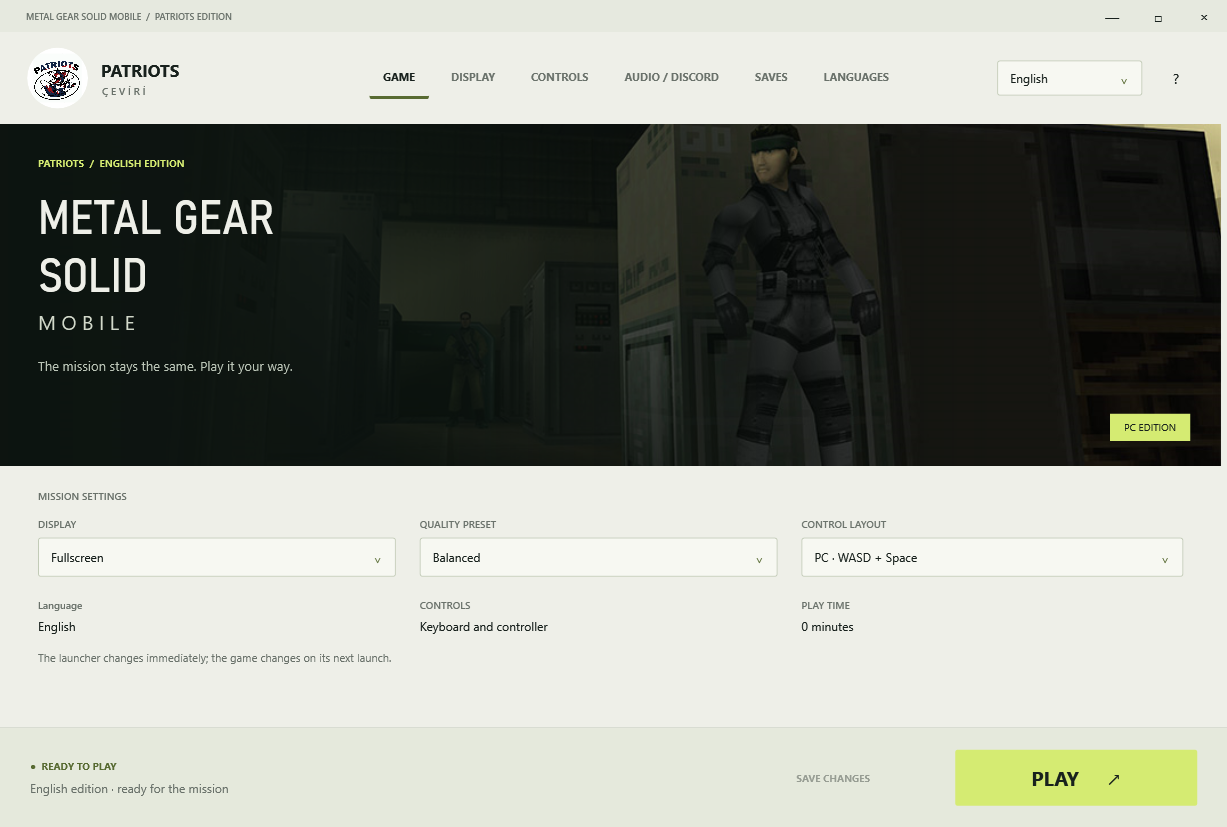 METAL GEAR SOLID MOBILE / PATRIOTS EDITION
PATRIOTS
PATRIOTS
ÇEVİRİ
GAME
DISPLAY
CONTROLS
AUDIO / DISCORD
SAVES
LANGUAGES
English
?
PATRIOTS / ENGLISH EDITION
METAL GEAR
SOLID
MOBILE
The mission stays the same. Play it your way.
PC EDITION
MISSION SETTINGS
DISPLAY
QUALITY PRESET
CONTROL LAYOUT
Fullscreen
Balanced
PC · WASD + Space
Language
CONTROLS
PLAY TIME
English
Keyboard and controller
0 minutes
The launcher changes immediately; the game changes on its next launch.
● READY TO PLAY
English edition · ready for the mission
SAVE CHANGES
PLAY ↗